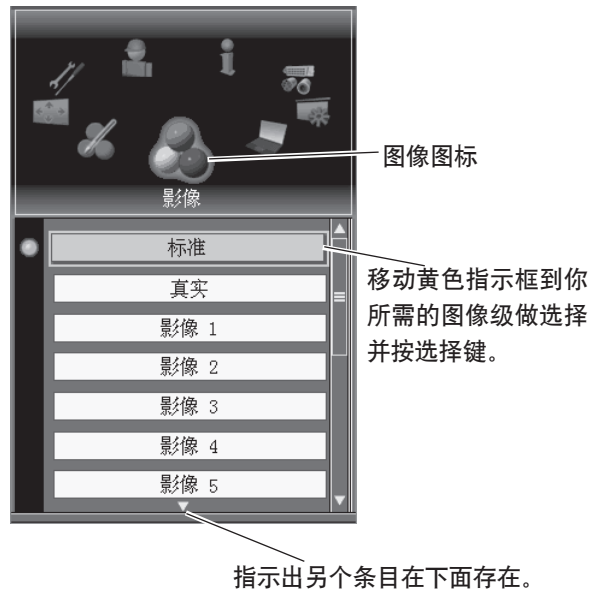 图像图标
影像
标准
真实
影像 1
影像 2
影像 3
影像 4
影像 5
移动黄色指示框到你
所需的图像级做选择
并按选择键。
指示出另个条目在下面存在。